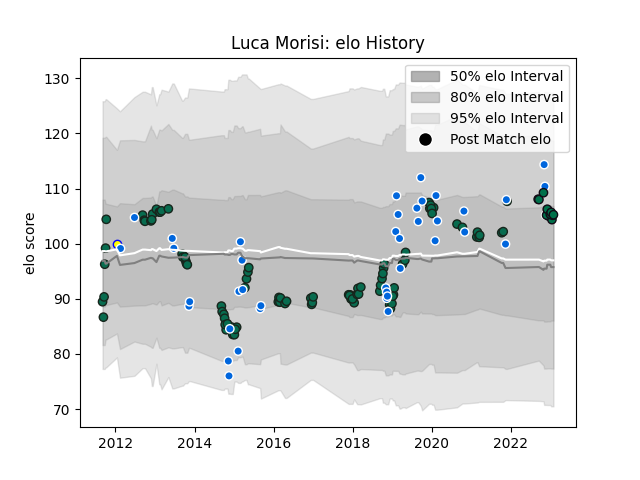 Luca Morisi: elo History
50% elo Interval
80% elo Interval
95% elo Interval
Post Match elo
elo score
130
120
110
100
90
80
70
2012
2014
2016
2018
2020
2022